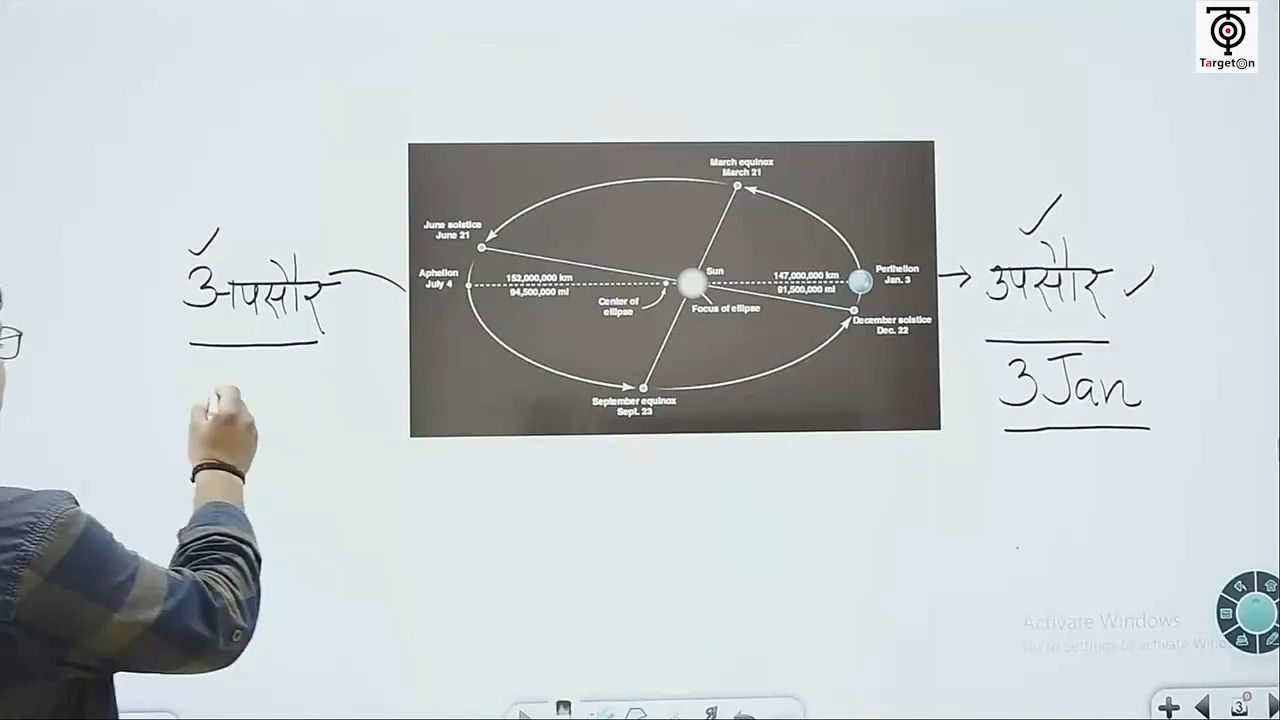 TargetOn
March equinox
March 21
June solstice
June 21
Aphelion
July 4
152,000,000 km
94,500,000 mi
Center of
ellipse
Sun
Focus of ellipse
147,000,000 km
91,500,000 mi
Perihelion
Jan. 3
December solstice
Dec. 22
September equinox
Sept. 23
अपसौर
उपसौर
3 Jan
Activate Windows
Go to Settings to activate Wind
3